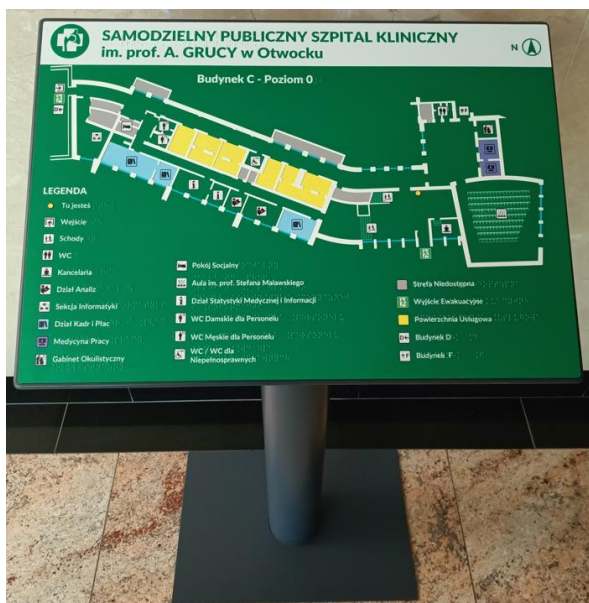 SAMODZIELNY PUBLICZNY SZPITAL KLINICZNY
im. prof. A. GRUCY w Otwocku
N
Budynek C - Poziom 0
LEGENDA
Tu jesteś
Wejście
Schody
WC
Kancelaria
Dział Analiz
Sekcja Informatyki
Dział Kadr i Płac
Medycyna Pracy
Gabinet Okulistyczny
Pokój Socjalny
Aula im. prof. Stefana Malawskiego
Dział Statystyki Medycznej i Informacji
WC Damskie dla Personelu
WC Męskie dla Personelu
WC / WC dla
Niepełnosprawnych
Strefa Niedostępna
Wyjście Ewakuacyjne
Powierzchnia Usługowa
Budynek D
Budynek F